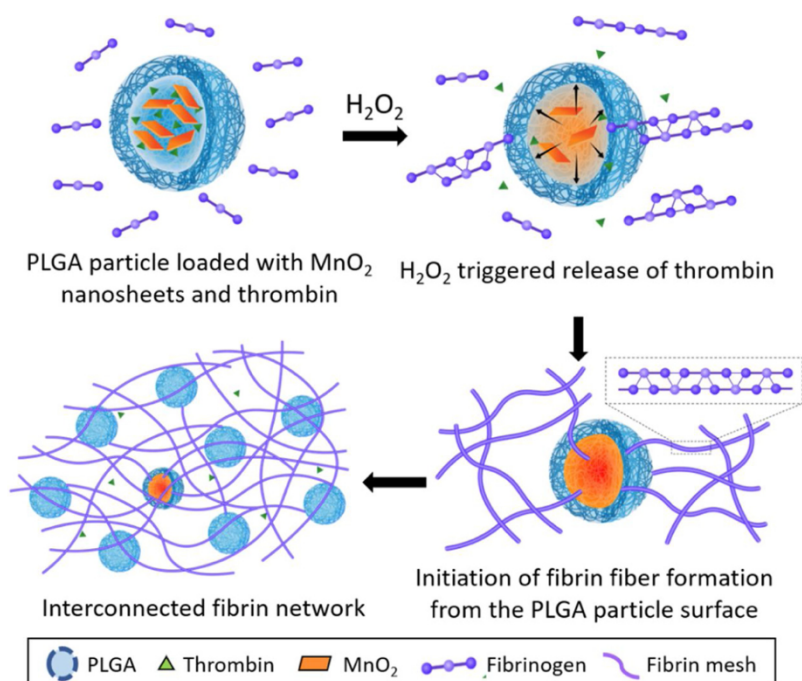 H₂O₂
PLGA particle loaded with MnO₂
nanosheets and thrombin
H₂O₂ triggered release of thrombin
Interconnected fibrin network
Initiation of fibrin fiber formation
from the PLGA particle surface
PLGA Thrombin MnO₂ Fibrinogen Fibrin mesh